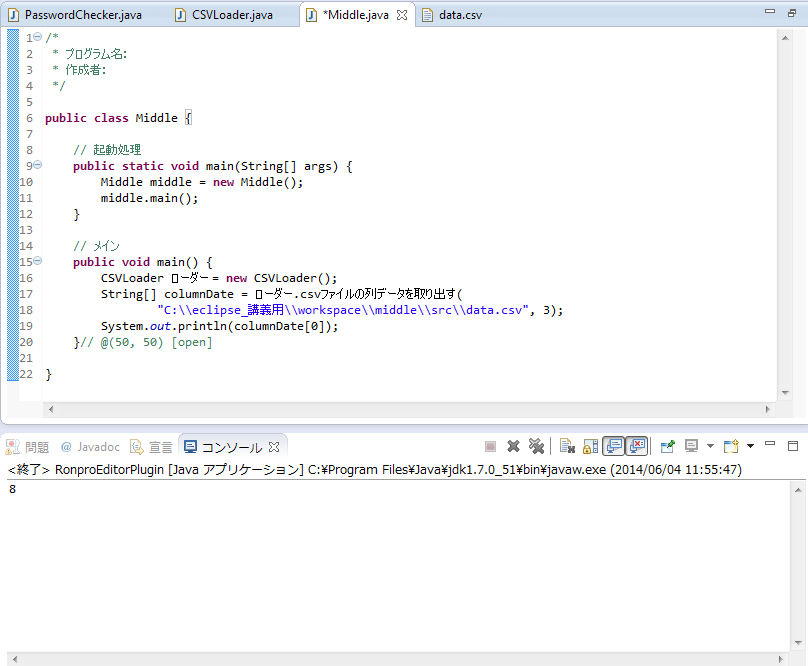 PasswordChecker.java CSVLoader.java *Middle.java data.csv
1 /*
2  * プログラム名:
3  * 作成者:
4  */
5
6 public class Middle {
7
8     // 起動処理
9     public static void main(String[] args) {
10         Middle middle = new Middle();
11         middle.main();
12     }
13
14     // メイン
15     public void main() {
16         CSVLoader ローダー = new CSVLoader();
17         String[] columnDate = ローダー.csvファイルの列データを取り出す(
18                 "C:\\eclipse_講義用\\workspace\\middle\\src\\data.csv", 3);
19         System.out.println(columnDate[0]);
20     }// @(50, 50) [open]
21
22 }
問題 @ Javadoc 宣言 コンソール
<終了> RonproEditorPlugin [Java アプリケーション] C:¥Program Files¥Java¥jdk1.7.0_51¥bin¥javaw.exe (2014/06/04 11:55:47)
8